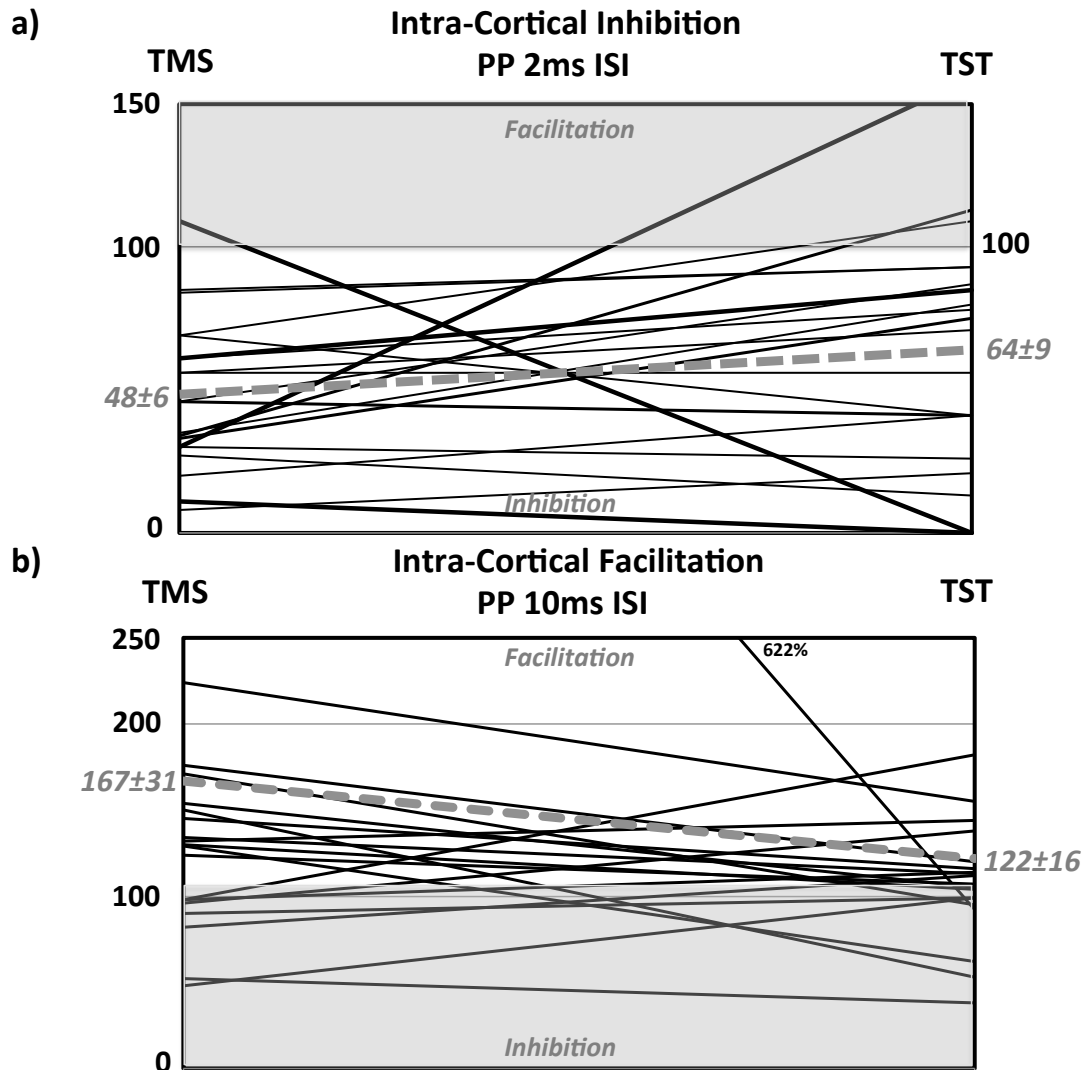 a)
Intra-Cortical Inhibition
TMS
PP 2ms ISI
TST
150
Facilitation
100
100
64±9
48±6
Inhibition
0
b)
Intra-Cortical Facilitation
TMS
PP 10ms ISI
TST
250
622%
Facilitation
200
167±31
122±16
100
Inhibition
0